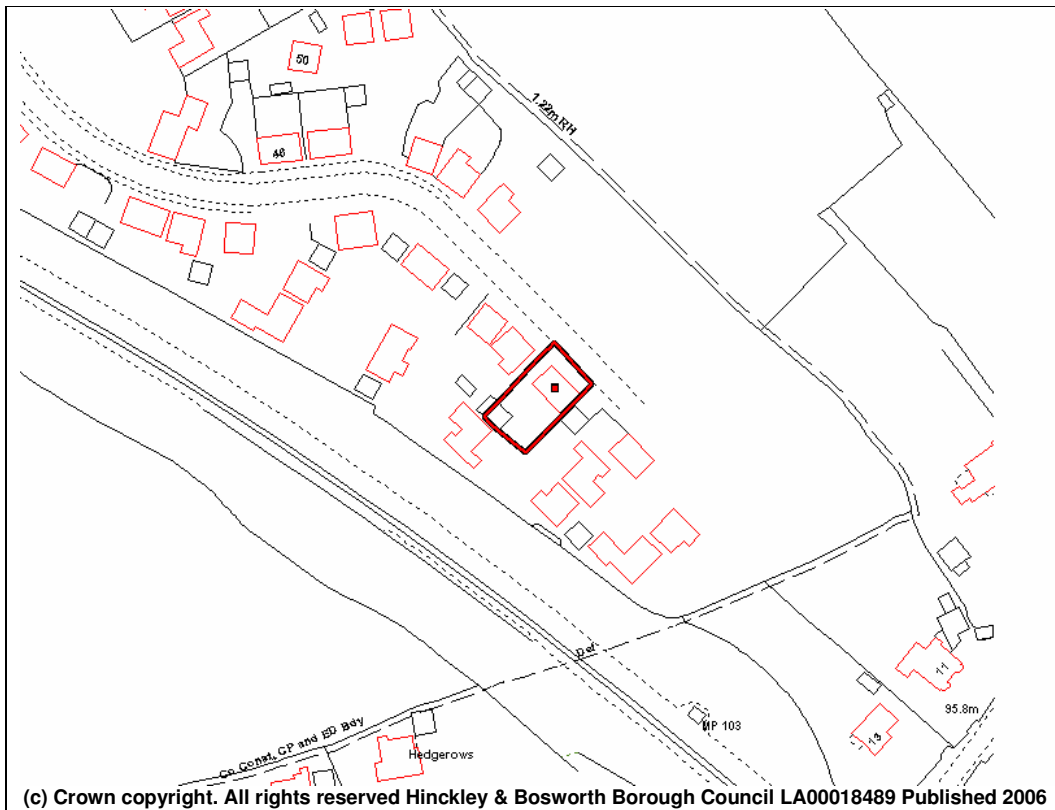 50
1.22m RH
46
Def
11
95.8m
MP 103
13
Co Const, CP and ED Bdy
Hedgerows
(c) Crown copyright. All rights reserved Hinckley & Bosworth Borough Council LA00018489 Published 2006